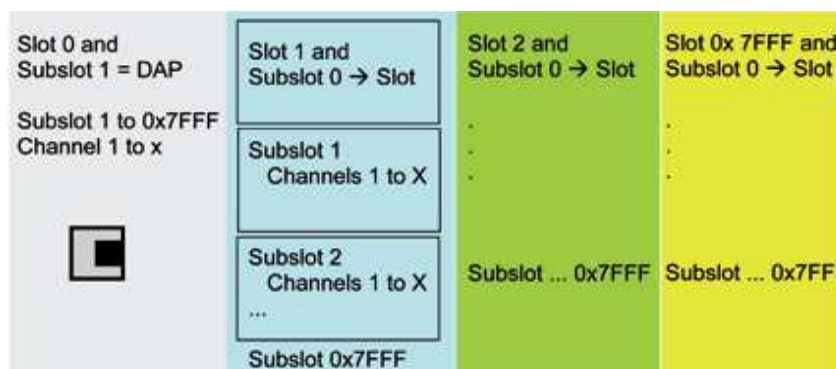 Slot 0 and
Subslot 1 = DAP
Subslot 1 to 0x7FFF
Channel 1 to x
Slot 1 and
Subslot 0 → Slot
Subslot 1
Channels 1 to X
Subslot 2
Channels 1 to X
...
Subslot 0x7FFF
Slot 2 and
Subslot 0 → Slot
.
.
.
Subslot ... 0x7FFF
Slot 0x 7FFF and
Subslot 0 → Slot
.
.
.
Subslot ... 0x7FF